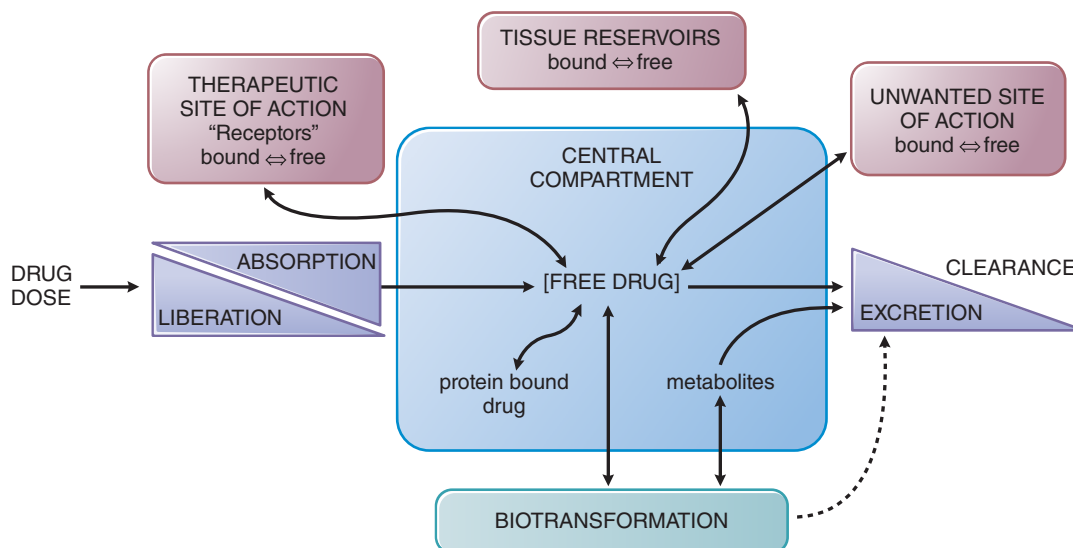 TISSUE RESERVOIRS
bound ⇔ free
THERAPEUTIC
SITE OF ACTION
“Receptors”
bound ⇔ free
UNWANTED SITE
OF ACTION
bound ⇔ free
CENTRAL
COMPARTMENT
DRUG
DOSE
ABSORPTION
LIBERATION
[FREE DRUG]
CLEARANCE
EXCRETION
protein bound
drug
metabolites
BIOTRANSFORMATION